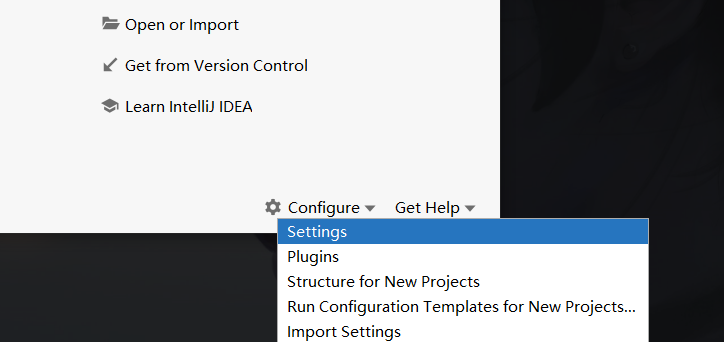 Open or Import
Get from Version Control
Learn IntelliJ IDEA
Configure Get Help
Settings
Plugins
Structure for New Projects
Run Configuration Templates for New Projects...
Import Settings